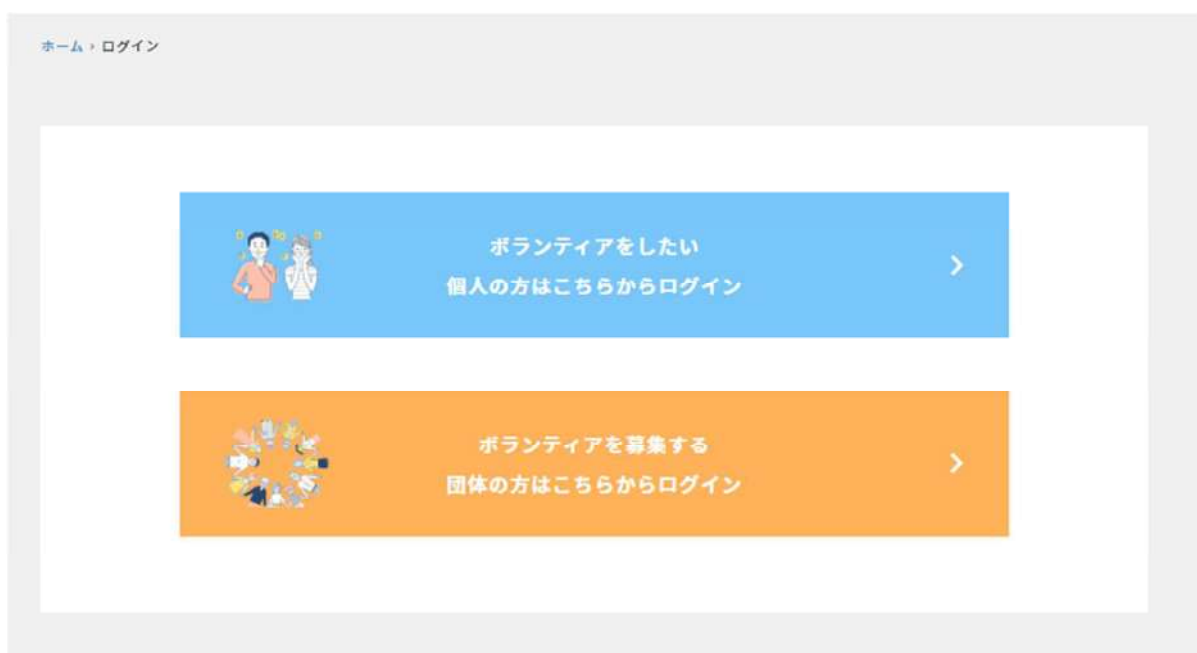 ホーム › ログイン
ボランティアをしたい
個人の方はこちらからログイン
ボランティアを募集する
団体の方はこちらからログイン